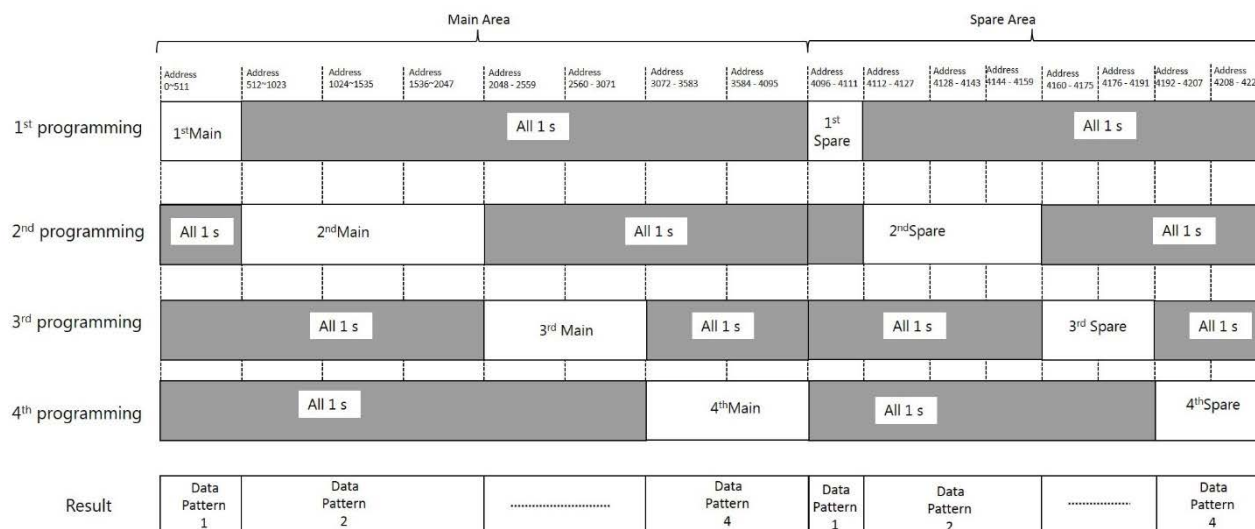 Main Area Spare Area
Address Address Address Address Address Address Address Address Address Address Address Address Address Address Address Address
0~511 512~1023 1024~1535 1536~2047 2048 - 2559 2560 - 3071 3072 - 3583 3584 - 4095 4096 - 4111 4112 - 4127 4128 - 4143 4144 - 4159 4160 - 4175 4176 - 4191 4192 - 4207 4208 - 422
1st programming 1stMain All 1 s 1st Spare All 1 s
2nd programming All 1 s 2ndMain All 1 s 2ndSpare All 1 s
3rd programming All 1 s 3rd Main All 1 s All 1 s 3rd Spare All 1 s
4th programming All 1 s 4thMain All 1 s 4thSpare
Result Data Pattern 1 Data Pattern 2 .................... Data Pattern 4 Data Pattern 1 Data Pattern 2 .................... Data Pattern 4